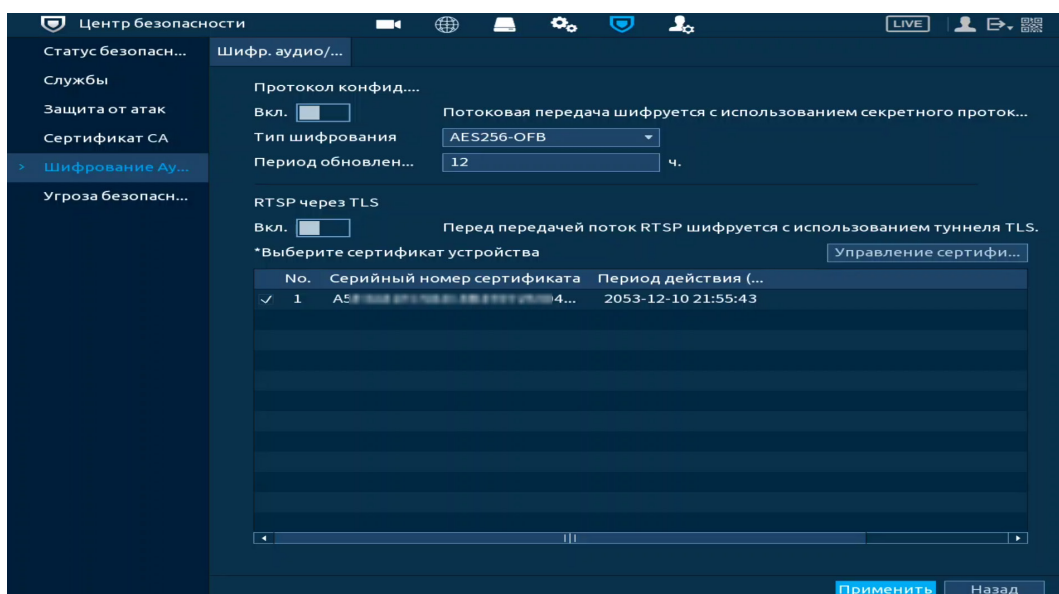 Центр безопасности
LIVE
Статус безопасн...
Шифр. аудио/...
Службы
Протокол конфид....
Защита от атак
Вкл.
Потоковая передача шифруется с использованием секретного проток...
Сертификат CA
Тип шифрования
AES256-OFB
> Шифрование Ау...
Период обновлен...
12
ч.
Угроза безопасн...
RTSP через TLS
Вкл.
Перед передачей поток RTSP шифруется с использованием туннеля TLS.
*Выберите сертификат устройства
Управление сертифи...
No. Серийный номер сертификата Период действия (...
1 A5 4... 2053-12-10 21:55:43
Применить
Назад